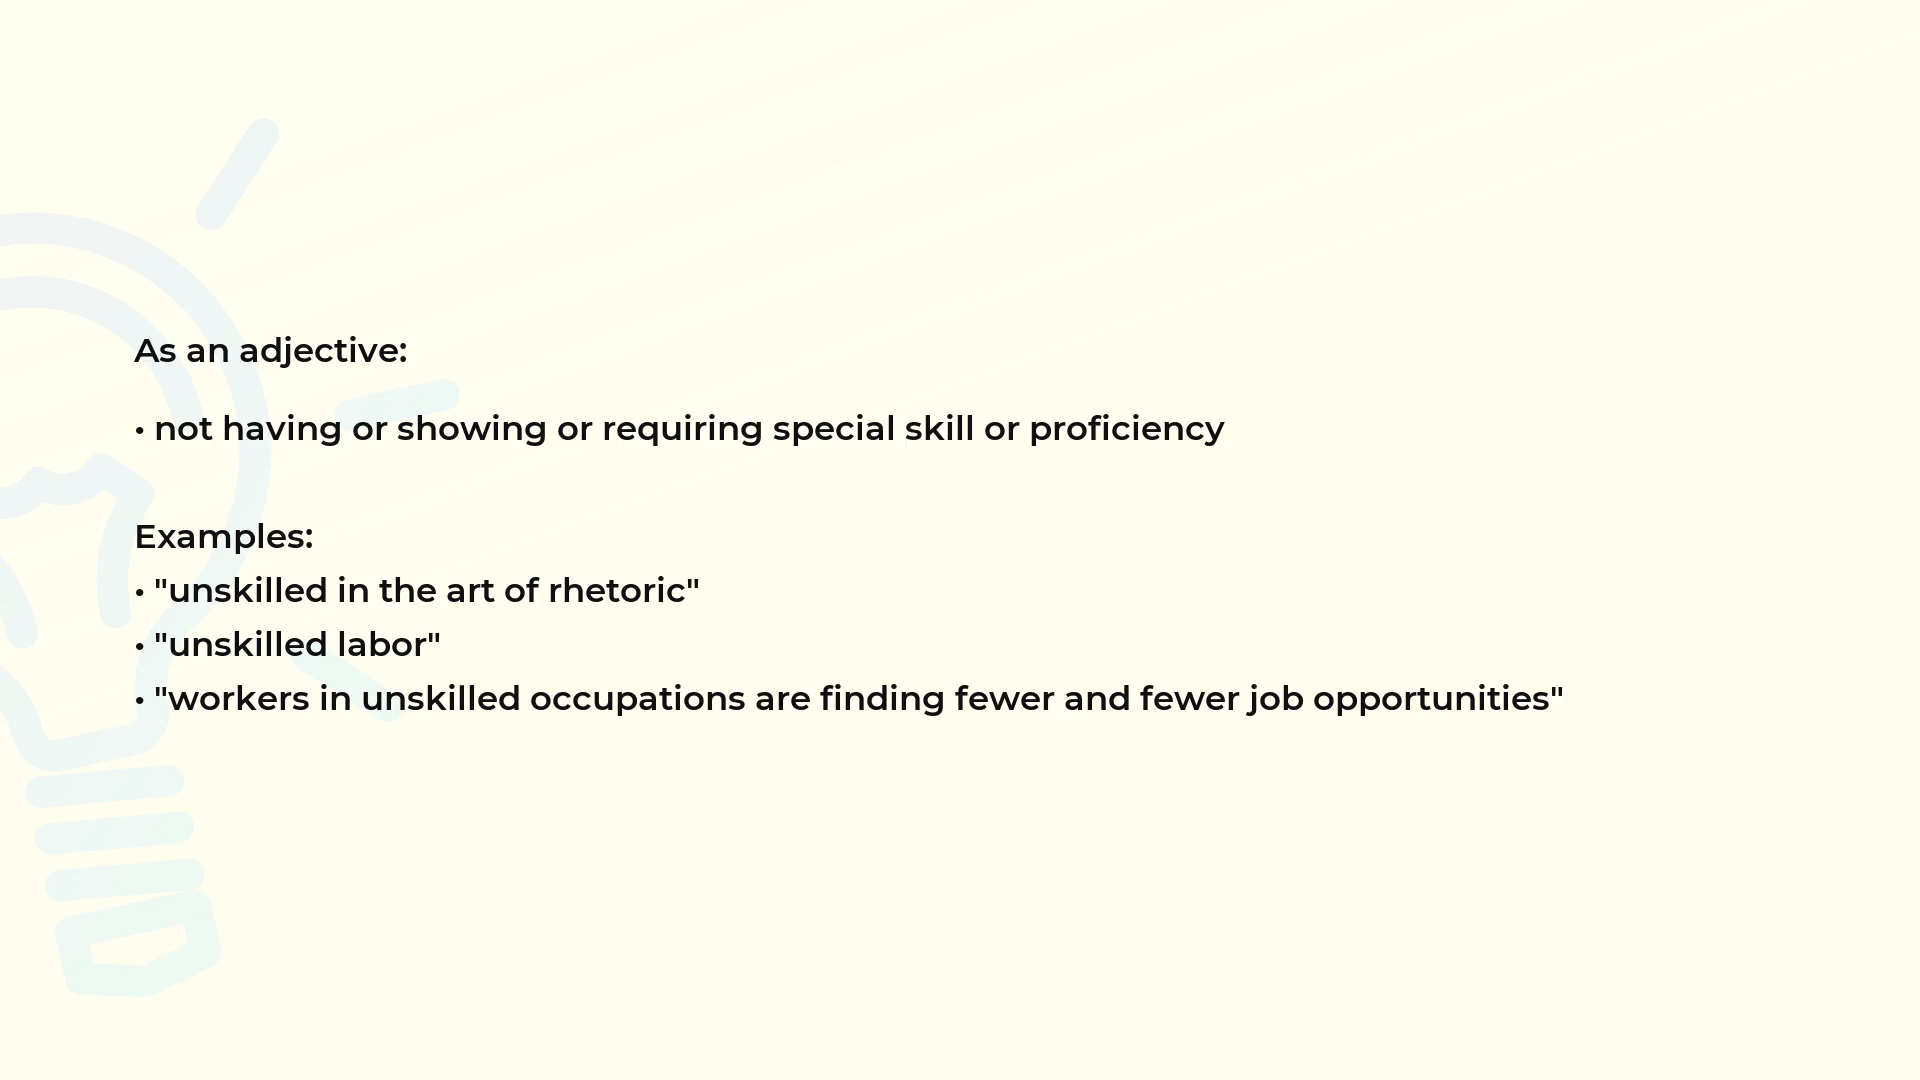 As an adjective:
• not having or showing or requiring special skill or proficiency
Examples:
• "unskilled in the art of rhetoric"
• "unskilled labor"
• "workers in unskilled occupations are finding fewer and fewer job opportunities"